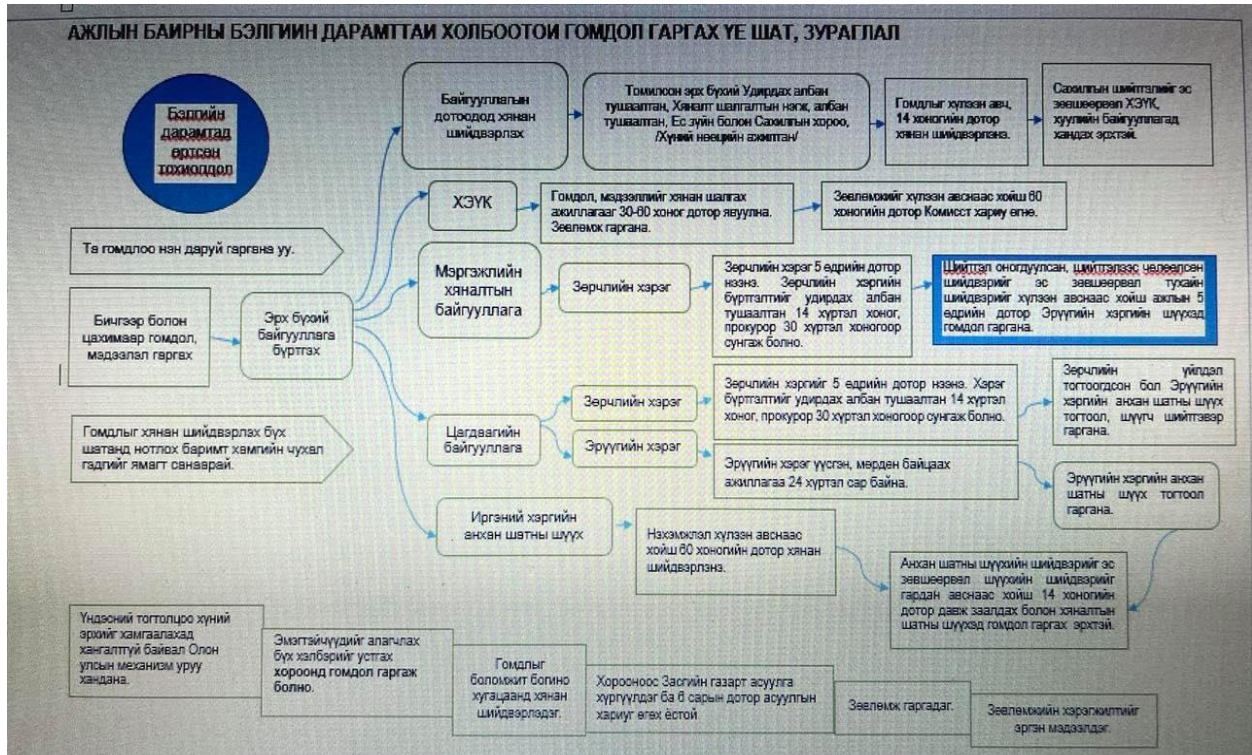 АЖЛЫН БАЙРНЫ БЭЛГИЙН ДАРАМТТАЙ ХОЛБООТОЙ ГОМДОЛ ГАРГАХ ҮЕ ШАТ, ЗУРАГЛАЛ
Бэлгийн
дарамтад
өртсөн
тохиолдол
Та гомдлоо нэн даруй гаргана уу.
Бичгээр болон
цахимаар гомдол,
мэдээлэл гаргах
Гомдлыг хянан шийдвэрлэх бүх
шатанд нотлох баримт хамгийн чухал
гэдгийг ямагт санаарай.
Эрх бүхий
байгууллага
бүртгэх
Байгууллагын
дотоодод хянан
шийдвэрлэх
Томилсон эрх бүхий Удирдах албан
тушаалтан, Хяналт шалгалтын нэгж, албан
тушаалтан, Ёс зүйн болон Сахилгын хороо,
/Хүний нөөцийн ажилтан/
Гомдлыг хүлээн авч,
14 хоногийн дотор
хянан шийдвэрлэнэ.
Сахилгын шийтгэлийг эс
зөвшөөрвөл ХЭҮК,
хуулийн байгууллагад
хандах эрхтэй.
ХЭҮК
Гомдол, мэдээллийг хянан шалгах
ажиллагааг 30-60 хоног дотор явуулна.
Зөвлөмж гаргана.
Зөвлөмжийг хүлээн авснаас хойш 60
хоногийн дотор Комисст хариу өгнө.
Мэргэжлийн
хяналтын
байгууллага
Зөрчлийн хэрэг
Зөрчлийн хэрэг 5 өдрийн дотор
нээнэ. Зөрчлийн хэргийн
бүртгэлтийг удирдах албан
тушаалтан 14 хүртэл хоног,
прокурор 30 хүртэл хоногоор
сунгаж болно.
Шийтгэл оногдуулсан, шийтгэлээс чөлөөлсөн
шийдвэрийг эс зөвшөөрвөл тухайн
шийдвэрийг хүлээн авснаас хойш ажлын 5
өдрийн дотор Эрүүгийн хэргийн шүүхэд
гомдол гаргана.
Цагдаагийн
байгууллага
Зөрчлийн хэрэг
Зөрчлийн хэргийг 5 өдрийн дотор нээнэ. Хэрэг
бүртгэлтийг удирдах албан тушаалтан 14 хүртэл
хоног, прокурор 30 хүртэл хоногоор сунгаж болно.
Зөрчлийн үйлдэл
тогтоогдсон бол Эрүүгийн
хэргийн анхан шатны шүүх
тогтоол, шүүгч шийтгэвэр
гаргана.
Эрүүгийн хэрэг
Эрүүгийн хэрэг үүсгэн, мөрдөн байцаах
ажиллагаа 24 хүртэл сар байна.
Эрүүгийн хэргийн анхан
шатны шүүх тогтоол
гаргана.
Иргэний хэргийн
анхан шатны шүүх
Нэхэмжлэл хүлээн авснаас
хойш 60 хоногийн дотор хянан
шийдвэрлэнэ.
Анхан шатны шүүхийн шийдвэрийг эс
зөвшөөрвөл шүүхийн шийдвэрийг
гардан авснаас хойш 14 хоногийн
дотор давж заалдах болон хяналтын
шатны шүүхэд гомдол гаргах эрхтэй.
Үндэсний тогтолцоо хүний
эрхийг хамгаалахад
хангалтгүй байвал Олон
улсын механизм уруу
хандана.
Эмэгтэйчүүдийг алагчлах
бүх хэлбэрийг устгах
хороонд гомдол гаргаж
болно.
Гомдлыг
боломжит богино
хугацаанд хянан
шийдвэрлэдэг.
Хорооноос Засгийн газарт асуулга
хүргүүлдэг ба 6 сарын дотор асуулгын
хариуг өгөх ёстой
Зөвлөмж гаргадаг.
Зөвлөмжийн хэрэгжилтийг
эргэн мэдээлдэг.